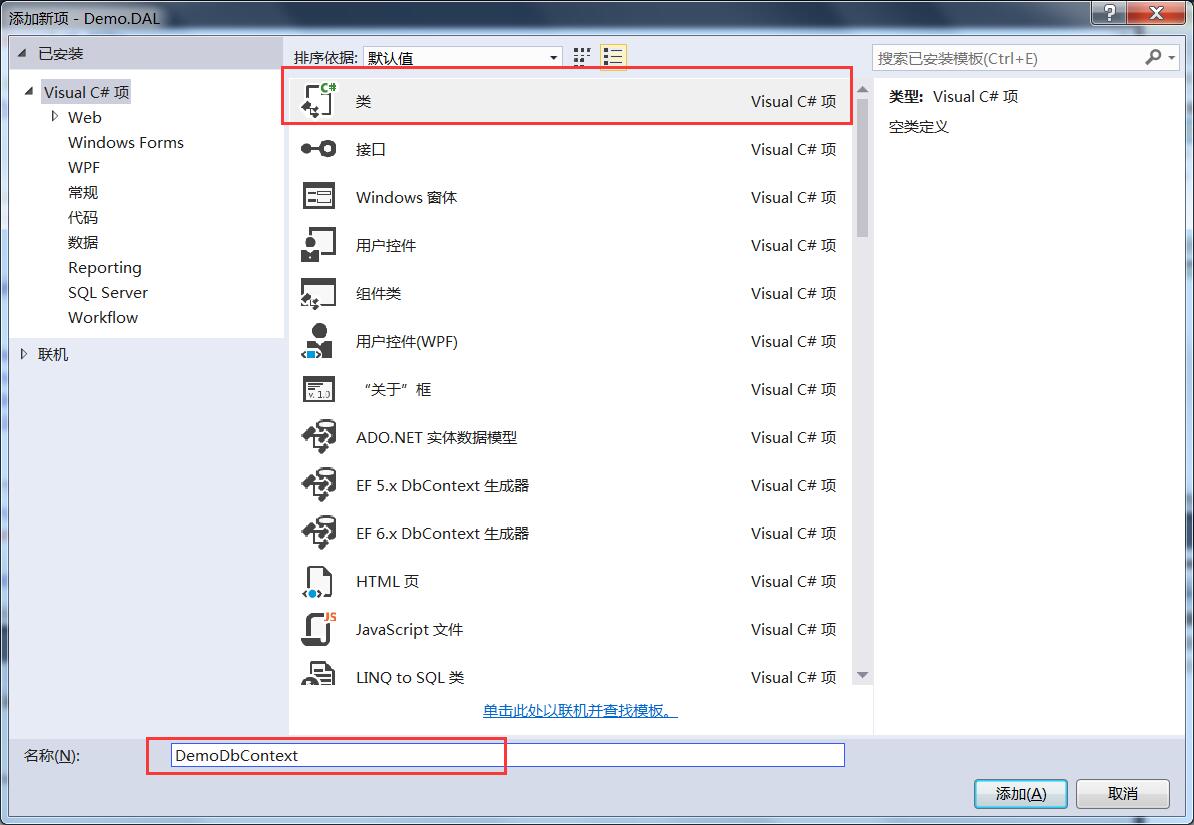 添加新项 - Demo.DAL
已安装
排序依据: 默认值
搜索已安装模板(Ctrl+E)
Visual C# 项
Web
Windows Forms
WPF
常规
代码
数据
Reporting
SQL Server
Workflow
联机
C#
类 Visual C# 项
接口 Visual C# 项
Windows 窗体 Visual C# 项
用户控件 Visual C# 项
组件类 Visual C# 项
用户控件(WPF) Visual C# 项
v. 1.0
“关于”框 Visual C# 项
ADO.NET 实体数据模型 Visual C# 项
EF 5.x DbContext 生成器 Visual C# 项
EF 6.x DbContext 生成器 Visual C# 项
HTML 页 Visual C# 项
JS
JavaScript 文件 Visual C# 项
LINQ to SQL 类 Visual C# 项
单击此处以联机并查找模板。
类型: Visual C# 项
空类定义
名称(N): DemoDbContext
添加(A) 取消